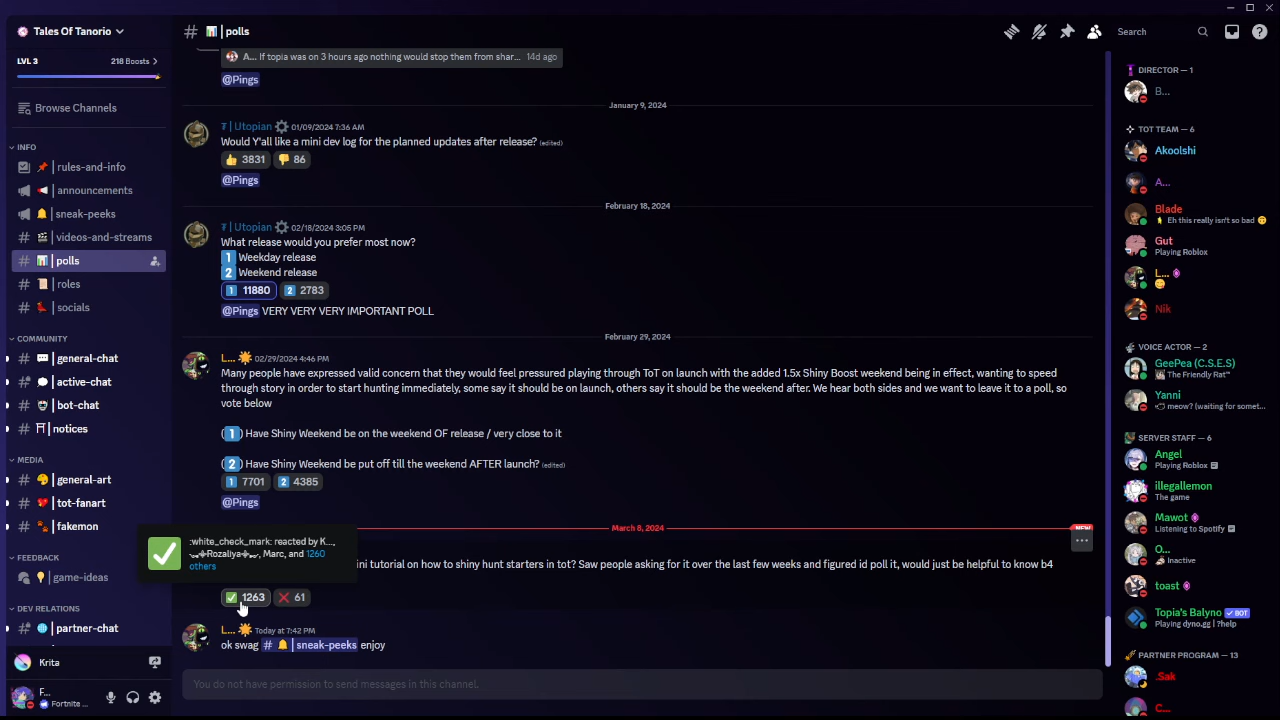 Tales Of Tanorio
# | polls
Search
LVL 3
218 Boosts
Browse Channels
INFO
| rules-and-info
| announcements
| sneak-peeks
# | videos-and-streams
# | polls
# | roles
# | socials
COMMUNITY
# | general-chat
| active-chat
# | bot-chat
# | notices
MEDIA
# | general-art
# | tot-fanart
# | fakemon
FEEDBACK
| game-ideas
DEV RELATIONS
# | partner-chat
Krita
F...
Fortnite ...
A... If topia was on 3 hours ago nothing would stop them from shar... 14d ago
@Pings
January 9, 2024
| Utopian 01/09/2024 7:36 AM
Would Y'all like a mini dev log for the planned updates after release? (edited)
3831 86
@Pings
February 18, 2024
| Utopian 02/18/2024 3:05 PM
What release would you prefer most now?
1 Weekday release
2 Weekend release
1 11880 2 2783
@Pings VERY VERY VERY IMPORTANT POLL
February 29, 2024
L... 02/29/2024 4:46 PM
Many people have expressed valid concern that they would feel pressured playing through ToT on launch with the added 1.5x Shiny Boost weekend being in effect, wanting to speed
through story in order to start hunting immediately, some say it should be on launch, others say it should be the weekend after. We hear both sides and we want to leave it to a poll, so
vote below
(1) Have Shiny Weekend be on the weekend OF release / very close to it
(2) Have Shiny Weekend be put off till the weekend AFTER launch? (edited)
1 7701 2 4385
@Pings
March 8, 2024
NEW
:white_check_mark: reacted by K...,
Rozaliya, Marc, and 1260
others
ini tutorial on how to shiny hunt starters in tot? Saw people asking for it over the last few weeks and figured id poll it, would just be helpful to know b4
1263 61
L... Today at 7:42 PM
ok swag # | sneak-peeks enjoy
You do not have permission to send messages in this channel.
DIRECTOR — 1
B...
TOT TEAM — 6
Akoolshi
A...
Blade
Eh this really isn't so bad
Gut
Playing Roblox
L...
Nik
VOICE ACTOR — 2
GeePea (C.S.E.S)
The Friendly Rat™
Yanni
meow? (waiting for somet...
SERVER STAFF — 6
Angel
Playing Roblox
illegallemon
The game
Mawot
Listening to Spotify
O...
Inactive
toast
Topia's Balyno BOT
Playing dyno.gg | ?help
PARTNER PROGRAM — 13
.Sak
C...